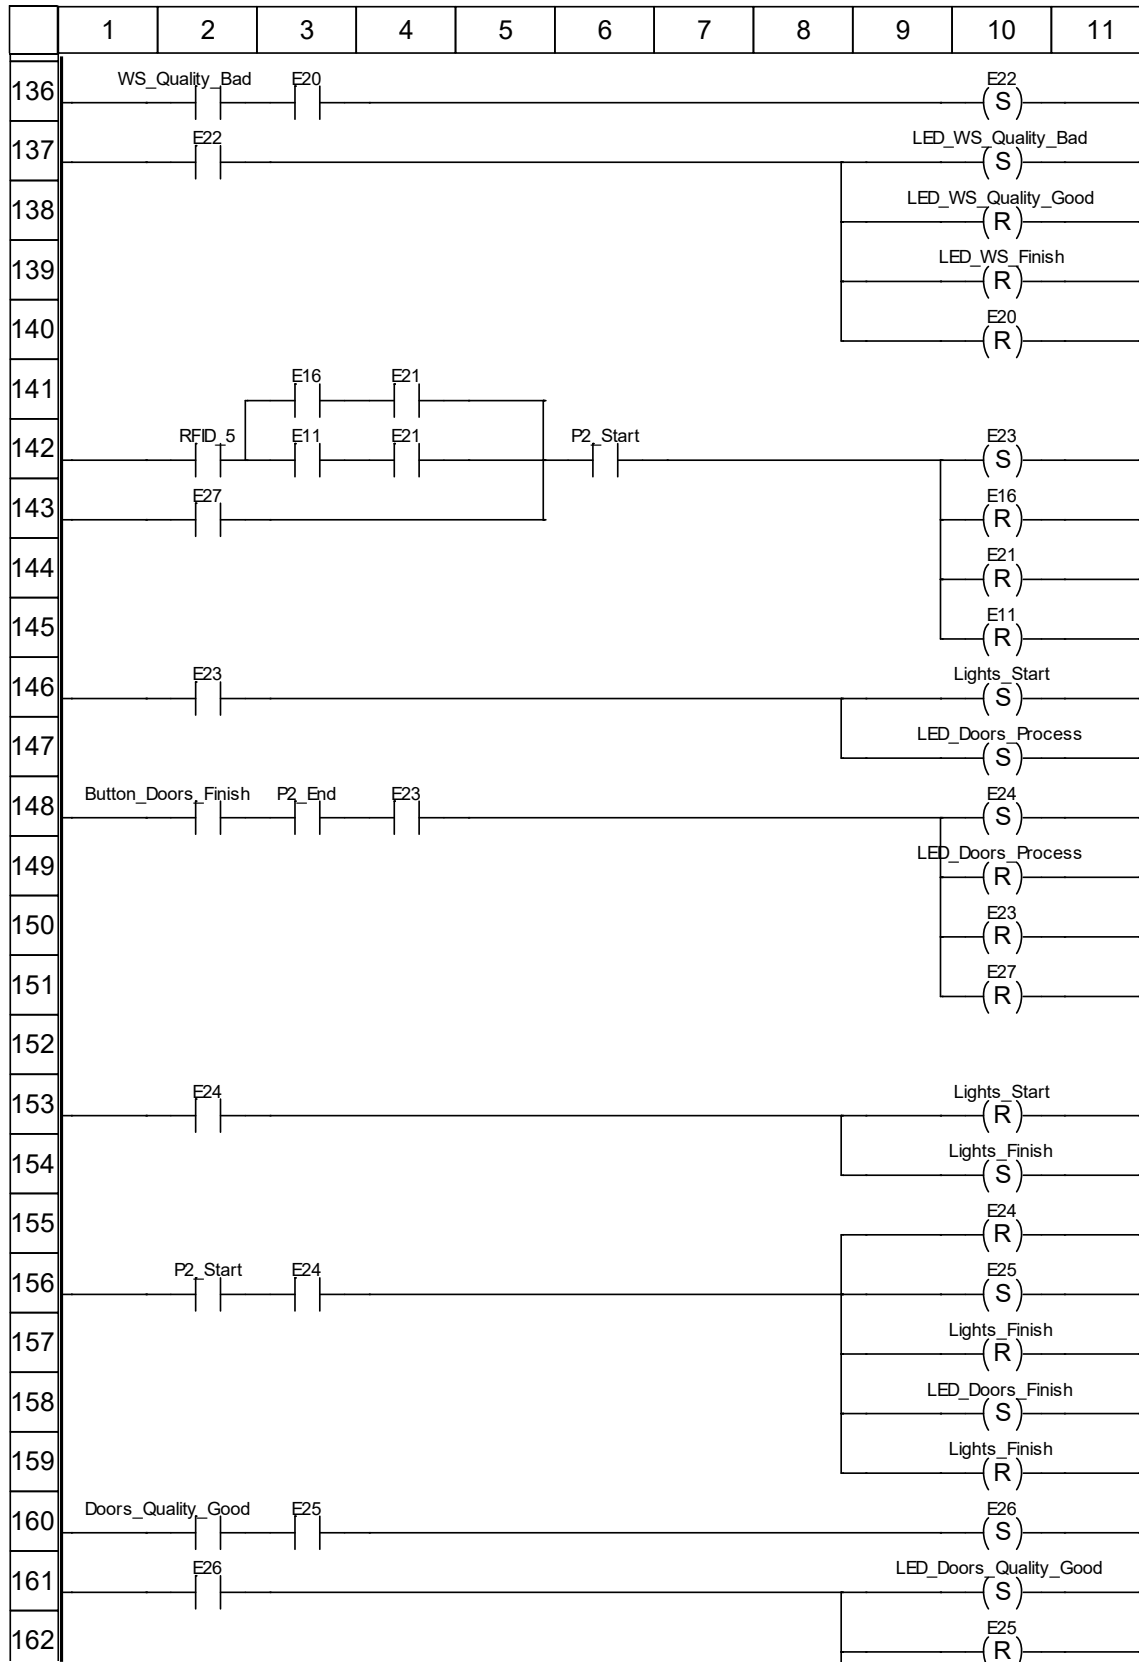 1 2 3 4 5 6 7 8 9 10 11
WS_Quality_Bad E20 E22
136 (S)
E22 LED_WS_Quality_Bad
137 (S)
LED_WS_Quality_Good
138 (R)
LED_WS_Finish
139 (R)
E20
140 (R)
E16 E21
141
RFID_5 E11 E21 P2_Start E23
142 (S)
E27 E16
143 (R)
E21
144 (R)
E11
145 (R)
E23 Lights_Start
146 (S)
LED_Doors_Process
147 (S)
Button_Doors_Finish P2_End E23 E24
148 (S)
LED_Doors_Process
149 (R)
E23
150 (R)
E27
151 (R)
152
E24 Lights_Start
153 (R)
Lights_Finish
154 (S)
E24
155 (R)
P2_Start E24 E25
156 (S)
Lights_Finish
157 (R)
LED_Doors_Finish
158 (S)
Lights_Finish
159 (R)
Doors_Quality_Good E25 E26
160 (S)
E26 LED_Doors_Quality_Good
161 (S)
E25
162 (R)